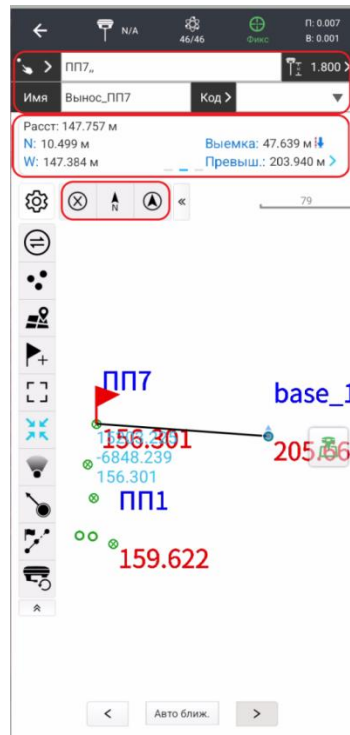 N/A 46/46 Фикс П: 0.007
В: 0.001
ПП7,, 1.800
Имя Вынос_ПП7 Код
Расст: 147.757 м
N: 10.499 м Выемка: 47.639 м
W: 147.384 м Превыш.: 203.940 м
N 79
ПП7
base_1
156.301
-6848.239
156.301
ПП1
159.622
Авто ближ.